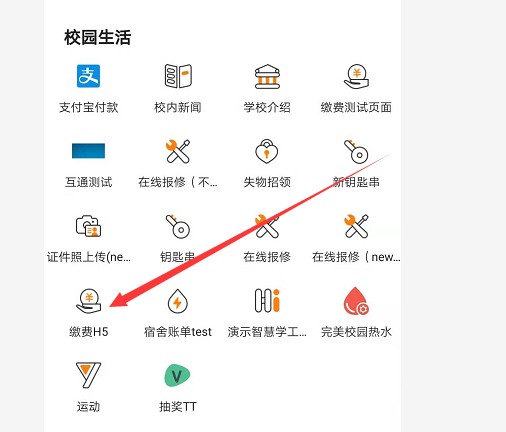 校园生活
支付宝付款 校内新闻 学校介绍 缴费测试页面
互通测试 在线报修（不... 失物招领 新钥匙串
证件照上传(ne... 钥匙串 在线报修 在线报修（new...
缴费H5 宿舍账单test 演示智慧学工... 完美校园热水
运动 抽奖TT